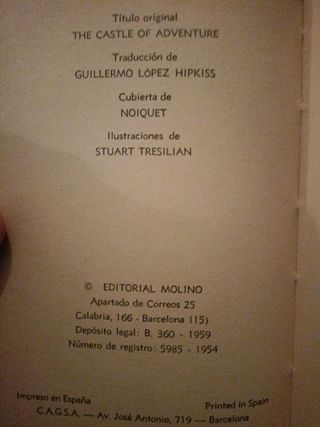 Título original
THE CASTLE OF ADVENTURE
Traducción de
GUILLERMO LÓPEZ HIPKISS
Cubierta de
NOIQUET
Ilustraciones de
STUART TRESILIAN
© EDITORIAL MOLINO
Apartado de Correos 25
Calabria, 166 - Barcelona (15)
Depósito legal: B. 360 - 1959
Número de registro: 5985 - 1954
Impreso en España
Printed in Spain
C.A.G.S.A. — Av. José Antonio, 719 — Barcelona